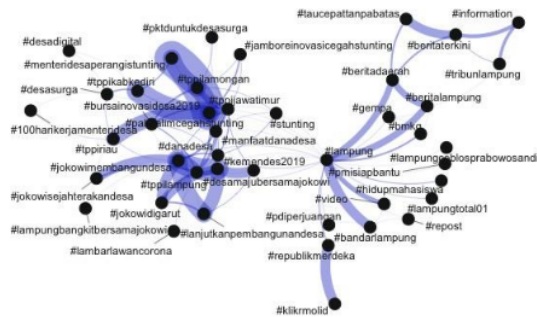 #taucepattanpabatas
#information
#pktduntukdesasurga
#beritaterkini
#desadigital
#jamboreinovasicegahstunting
#menteridesaperangistunting
#tribunlampung
#tppikabkediri
#tppilamongan
#beritadaerah
#desasurga
#bursainovasidesa2019
#tppijawatimur
#beritalampung
#gempa
#100harikerjamenteridesa
#stunting
#bmkg
#tppiriau
#manfaatdanadesa
#danadesa
#lampung
#jokowimembangundesa
#kemendes2019
#lampunggasblosprabowosandi
#pmisiapbantu
#tppilampung
#desamajubersamajokowi
#hidupmahasiswa
#jokowisejahterakandesa
#video
#lampungtotal01
#jokowidigarut
#pdiperjuangan
#repost
#lampungbangkitbersamajokowi
#lanjutkanpembangunandesa
#bandarlampung
#lambarlawancorona
#republikmerdeka
#klikrmolid